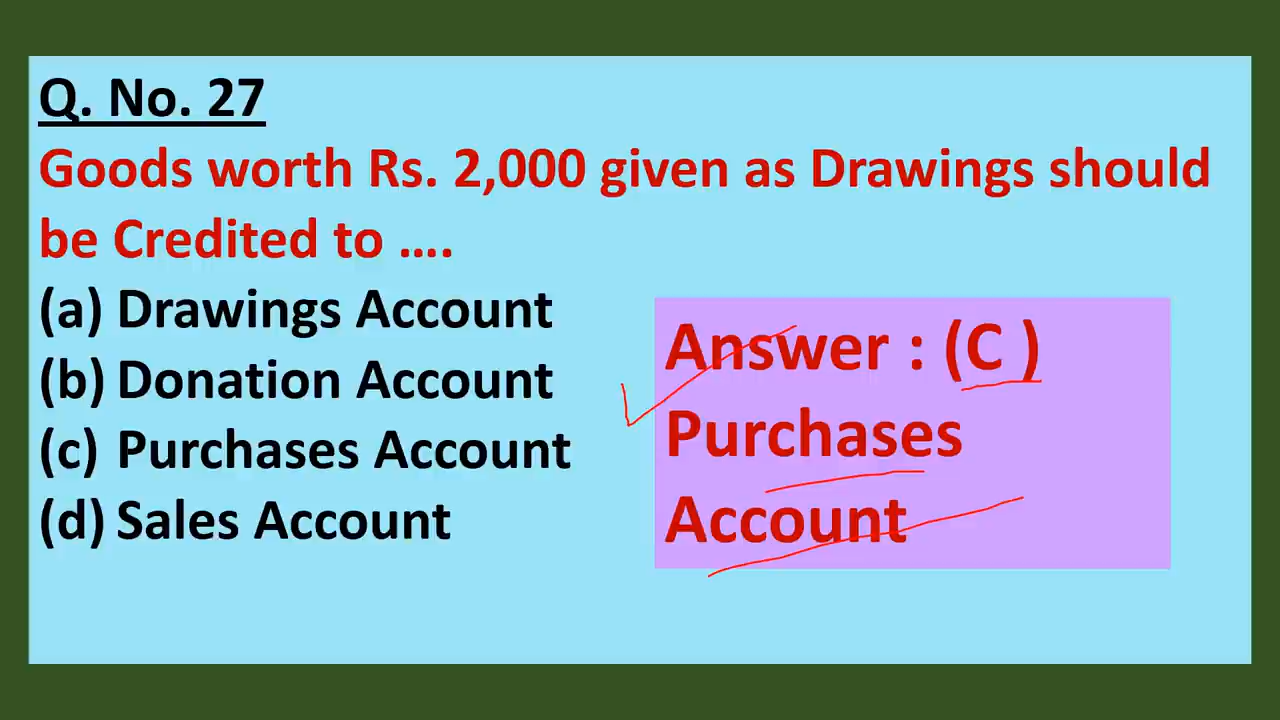 Q. No. 27
Goods worth Rs. 2,000 given as Drawings should
be Credited to ....
(a) Drawings Account
(b) Donation Account
(c) Purchases Account
(d) Sales Account
Answer : (C )
Purchases
Account